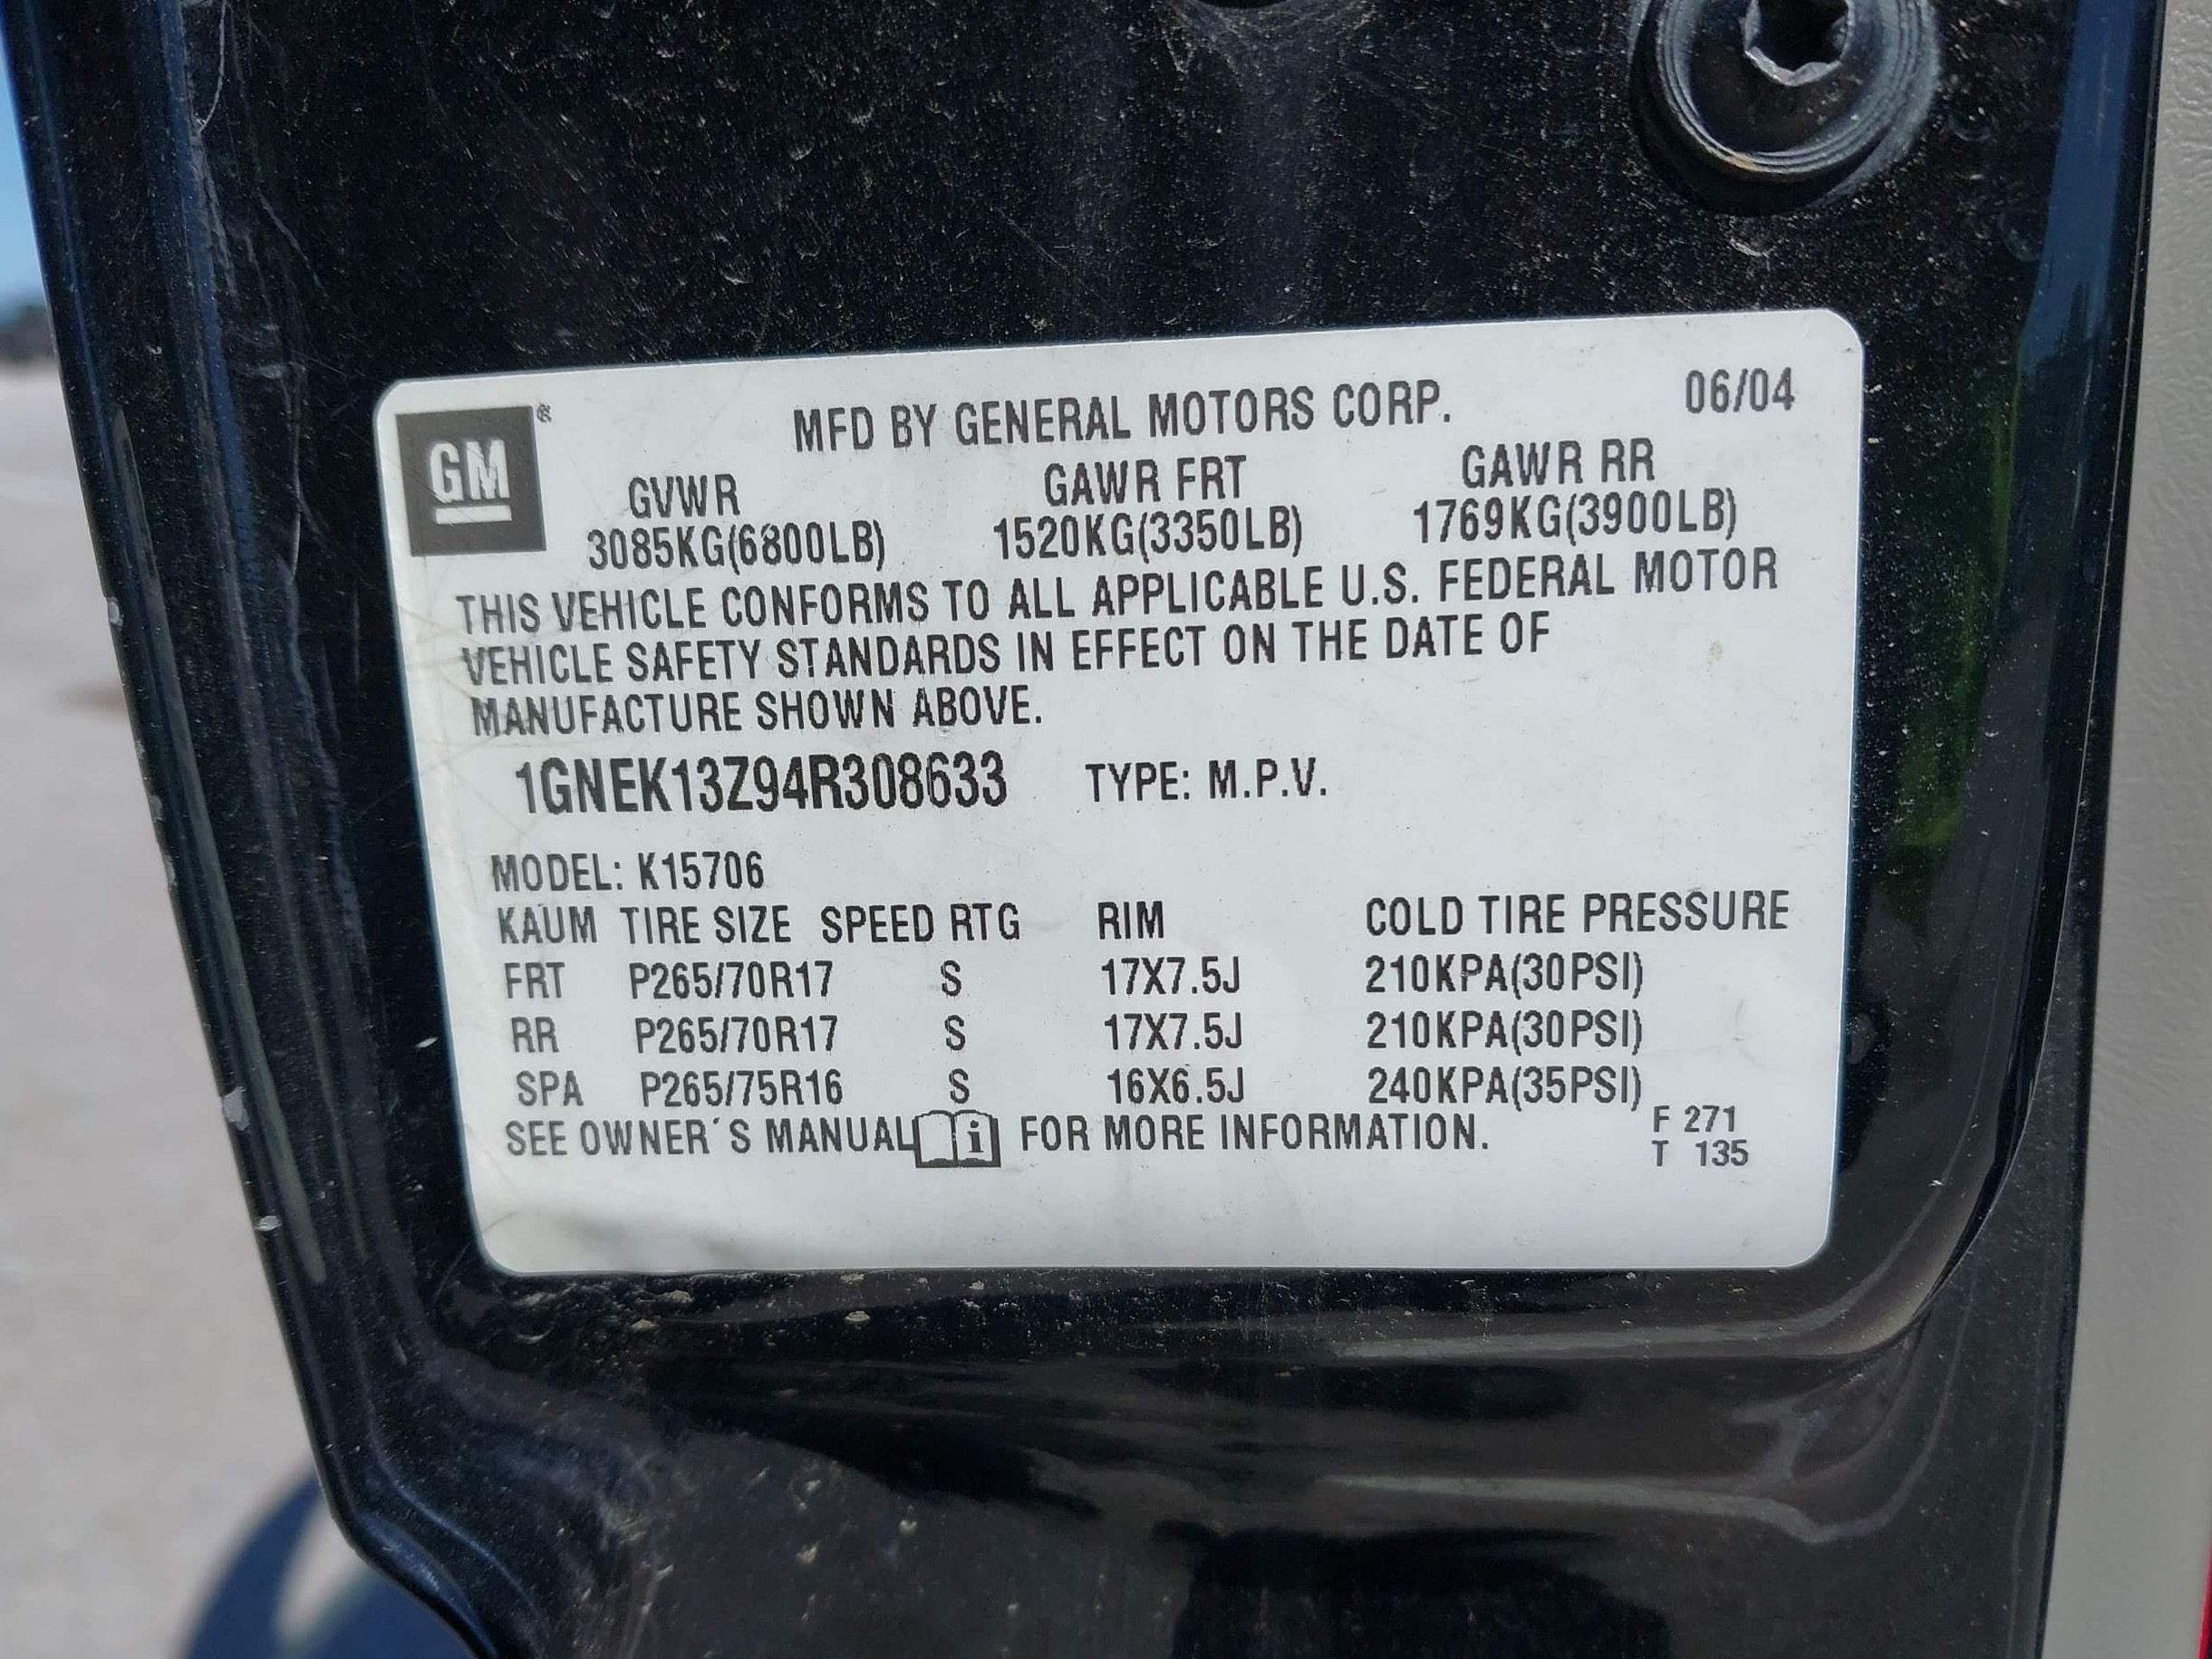 GM ® MFD BY GENERAL MOTORS CORP. 06/04
GVWR GAWR FRT GAWR RR
3085KG(6800LB) 1520KG(3350LB) 1769KG(3900LB)
THIS VEHICLE CONFORMS TO ALL APPLICABLE U.S. FEDERAL MOTOR
VEHICLE SAFETY STANDARDS IN EFFECT ON THE DATE OF
MANUFACTURE SHOWN ABOVE.
1GNEK13Z94R308633 TYPE: M.P.V.
MODEL: K15706
KAUM TIRE SIZE SPEED RTG RIM COLD TIRE PRESSURE
FRT P265/70R17 S 17X7.5J 210KPA(30PSI)
RR P265/70R17 S 17X7.5J 210KPA(30PSI)
SPA P265/75R16 S 16X6.5J 240KPA(35PSI)
SEE OWNER'S MANUAL i FOR MORE INFORMATION.
F 271
T 135